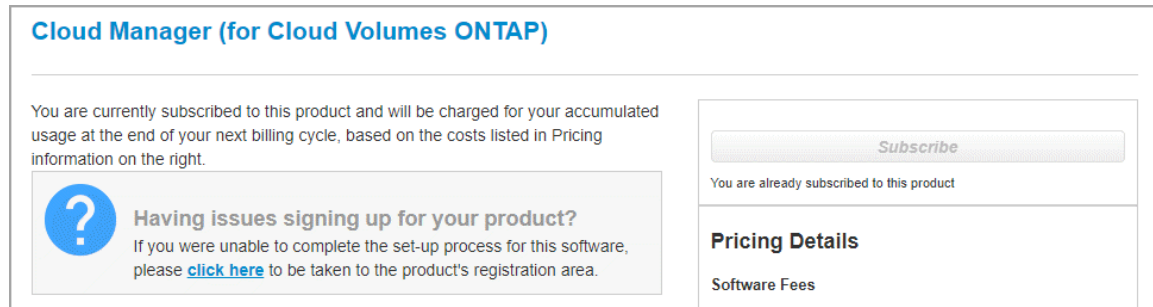 Cloud Manager (for Cloud Volumes ONTAP)
You are currently subscribed to this product and will be charged for your accumulated
usage at the end of your next billing cycle, based on the costs listed in Pricing
information on the right.
?
Having issues signing up for your product?
If you were unable to complete the set-up process for this software,
please click here to be taken to the product's registration area.
Subscribe
You are already subscribed to this product
Pricing Details
Software Fees